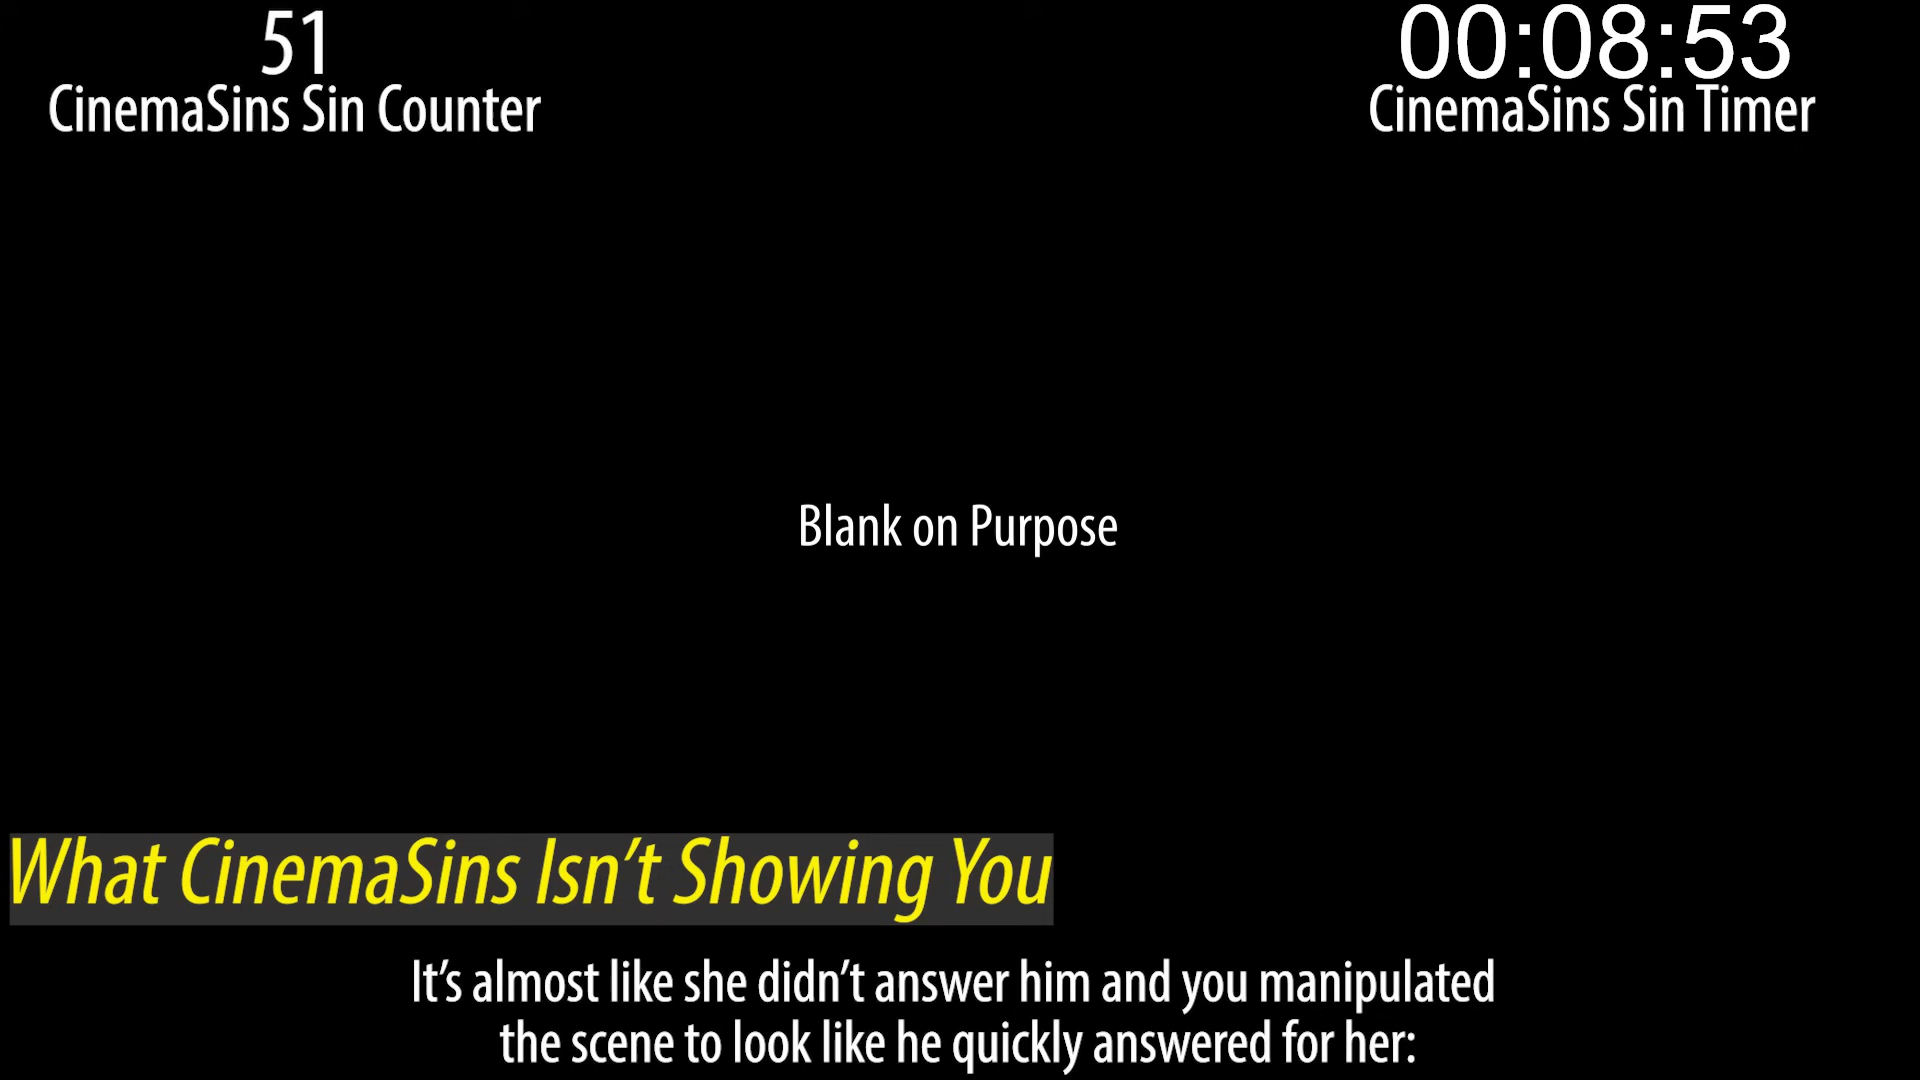 51
CinemaSins Sin Counter
00:08:53
CinemaSins Sin Timer
Blank on Purpose
What CinemaSins Isn’t Showing You
It’s almost like she didn’t answer him and you manipulated
the scene to look like he quickly answered for her: